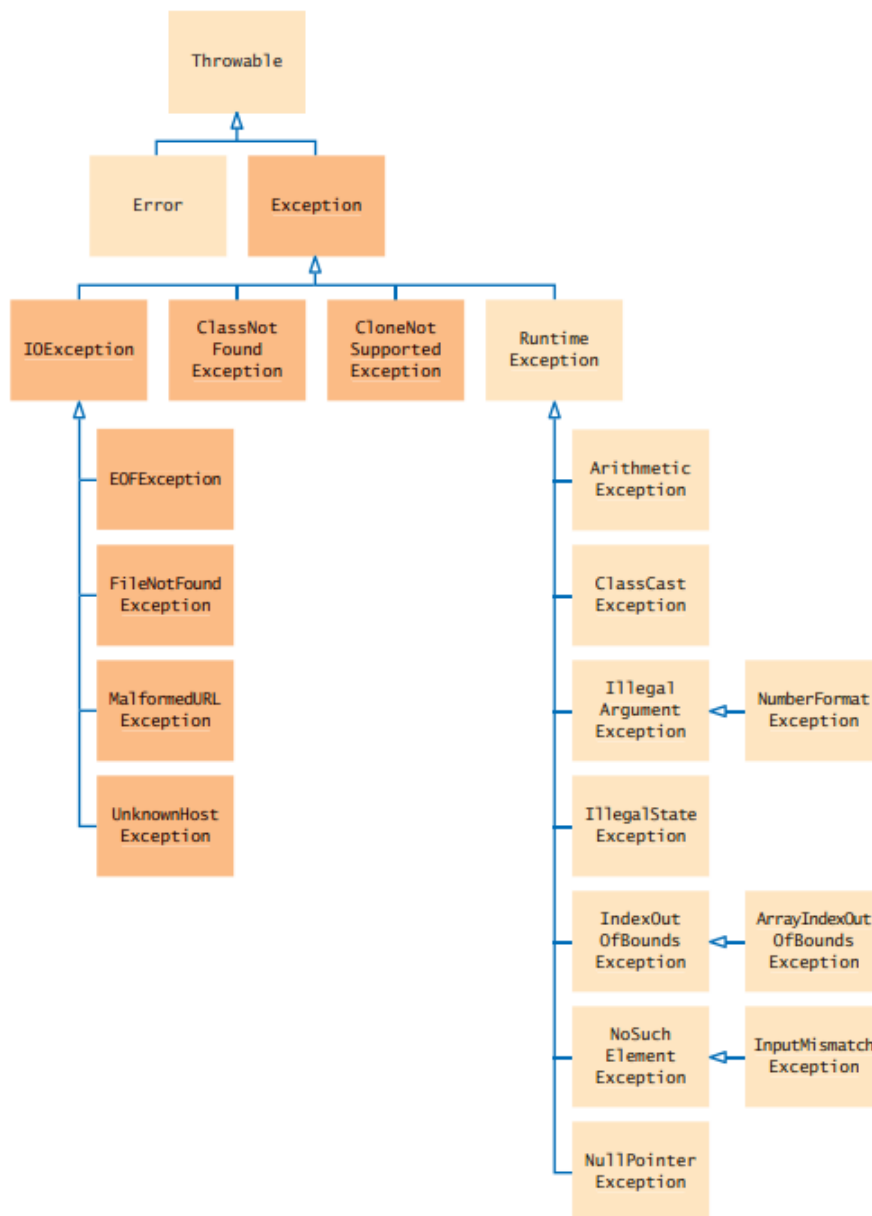 Throwable
Error
Exception
IOException
ClassNot
Found
Exception
CloneNot
Supported
Exception
Runtime
Exception
EOFException
FileNotFound
Exception
MalformedURL
Exception
UnknownHost
Exception
Arithmetic
Exception
ClassCast
Exception
Illegal
Argument
Exception
NumberFormat
Exception
IllegalState
Exception
IndexOut
OfBounds
Exception
ArrayIndexOut
OfBounds
Exception
NoSuch
Element
Exception
InputMismatch
Exception
NullPointer
Exception